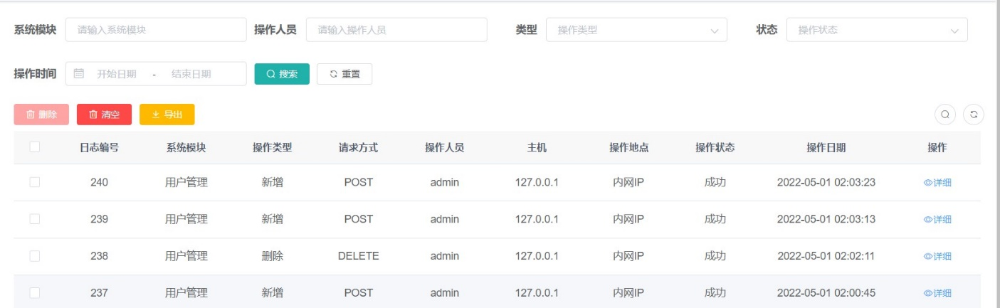 系统模块 请输入系统模块 操作人员 请输入操作人员 类型 操作类型 状态 操作状态
操作时间 开始日期 - 结束日期 搜索 重置
删除 清空 导出
日志编号 系统模块 操作类型 请求方式 操作人员 主机 操作地点 操作状态 操作日期 操作
240 用户管理 新增 POST admin 127.0.0.1 内网IP 成功 2022-05-01 02:03:23 详细
239 用户管理 新增 POST admin 127.0.0.1 内网IP 成功 2022-05-01 02:03:13 详细
238 用户管理 删除 DELETE admin 127.0.0.1 内网IP 成功 2022-05-01 02:02:11 详细
237 用户管理 新增 POST admin 127.0.0.1 内网IP 成功 2022-05-01 02:00:45 详细